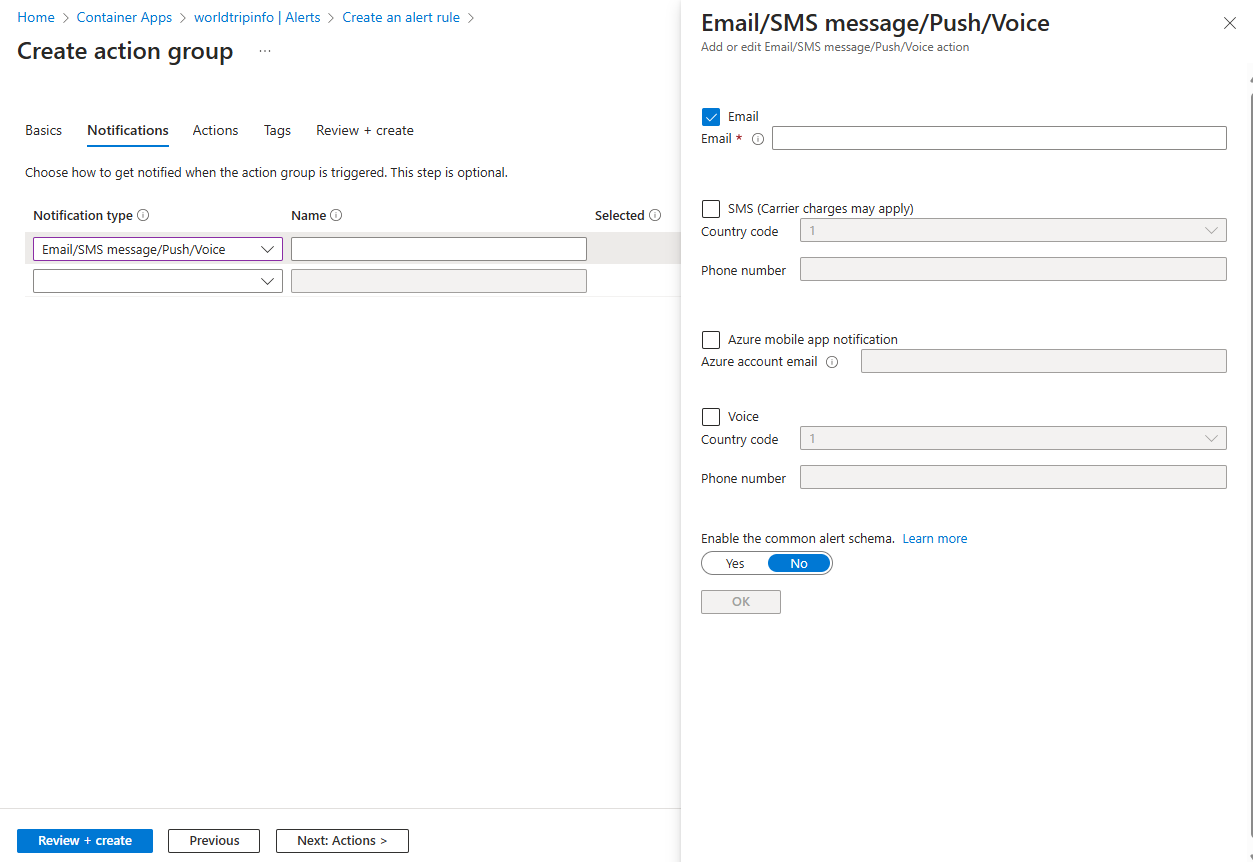 Home > Container Apps > worldtripinfo | Alerts > Create an alert rule >
Create action group ...
Basics Notifications Actions Tags Review + create
Choose how to get notified when the action group is triggered. This step is optional.
Notification type Name Selected
Email/SMS message/Push/Voice
Review + create Previous Next: Actions >
Email/SMS message/Push/Voice
Add or edit Email/SMS message/Push/Voice action
Email
Email *
SMS (Carrier charges may apply)
Country code 1
Phone number
Azure mobile app notification
Azure account email
Voice
Country code 1
Phone number
Enable the common alert schema. Learn more
Yes No
OK